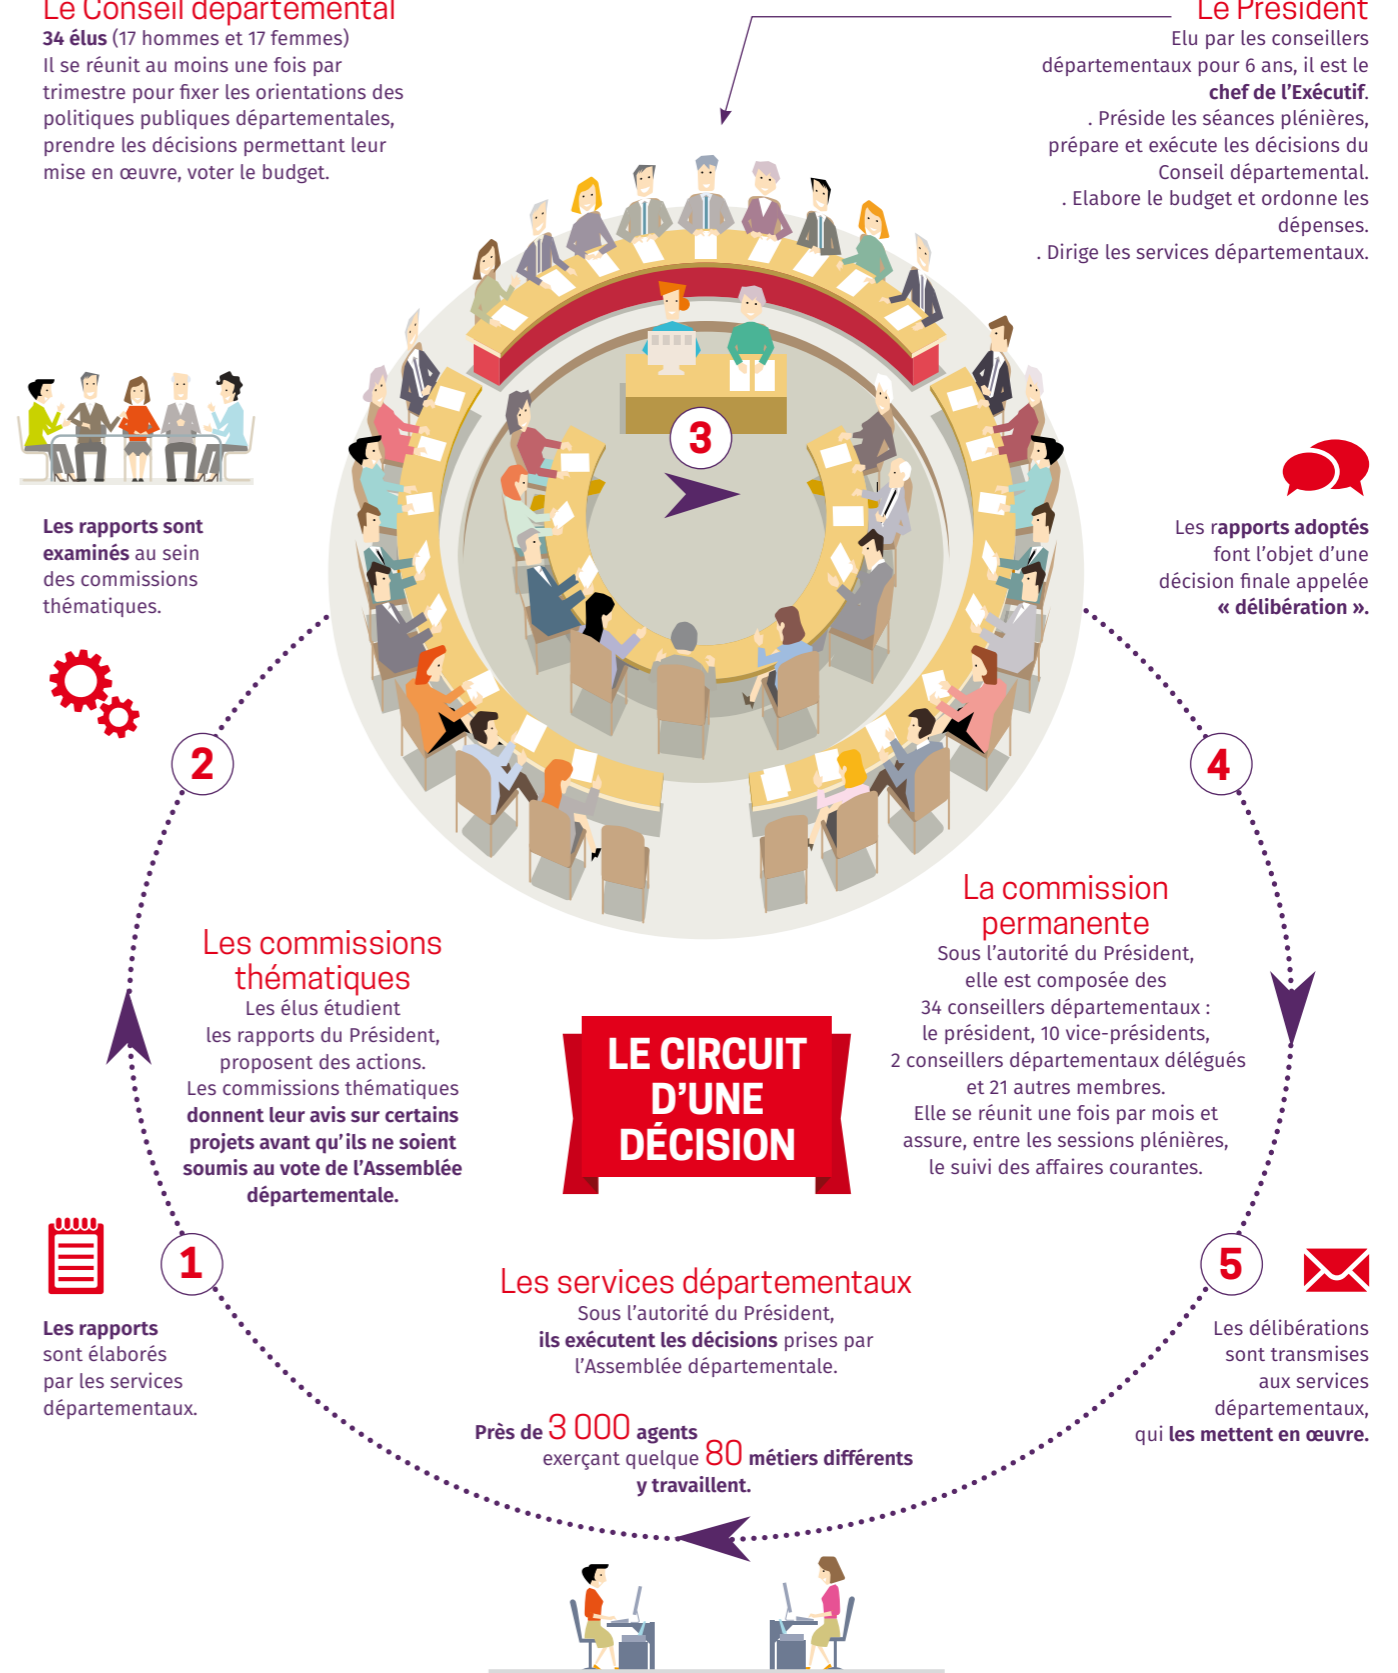 Le Conseil départemental
34 élus (17 hommes et 17 femmes)
Il se réunit au moins une fois par
trimestre pour fixer les orientations des
politiques publiques départementales,
prendre les décisions permettant leur
mise en œuvre, voter le budget.
Le Président
Elu par les conseillers
départementaux pour 6 ans, il est le
chef de l’Exécutif.
. Préside les séances plénières,
prépare et exécute les décisions du
Conseil départemental.
. Elabore le budget et ordonne les
dépenses.
. Dirige les services départementaux.
3
Les rapports sont
examinés au sein
des commissions
thématiques.
Les rapports adoptés
font l’objet d’une
décision finale appelée
« délibération ».
2
4
Les commissions
thématiques
Les élus étudient
les rapports du Président,
proposent des actions.
Les commissions thématiques
donnent leur avis sur certains
projets avant qu’ils ne soient
soumis au vote de l’Assemblée
départementale.
La commission
permanente
Sous l’autorité du Président,
elle est composée des
34 conseillers départementaux :
le président, 10 vice-présidents,
2 conseillers départementaux délégués
et 21 autres membres.
Elle se réunit une fois par mois et
assure, entre les sessions plénières,
le suivi des affaires courantes.
LE CIRCUIT
D’UNE
DÉCISION
1
Les rapports
sont élaborés
par les services
départementaux.
Les services départementaux
Sous l’autorité du Président,
ils exécutent les décisions prises par
l’Assemblée départementale.
Près de 3 000 agents
exerçant quelque 80 métiers différents
y travaillent.
5
Les délibérations
sont transmises
aux services
départementaux,
qui les mettent en œuvre.